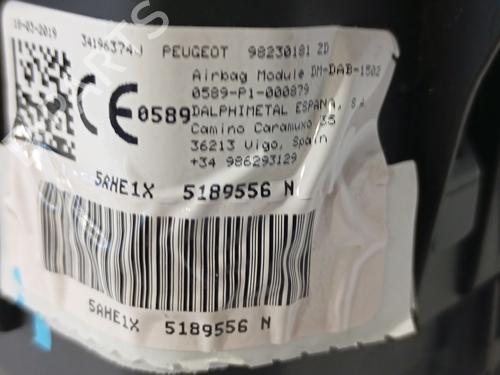 18-03-2019
34196374J PEUGEOT 98230181 ZD
Airbag Module DM-DAB-1502
0589-P1-000879
CE 0589
DALPHIMETAL ESPANA, S.A
Camino Caramuxo 35
36213 Vigo, Spain
+34 986293129
5AHE1X 5189556 N
5AHE1X 5189556 N